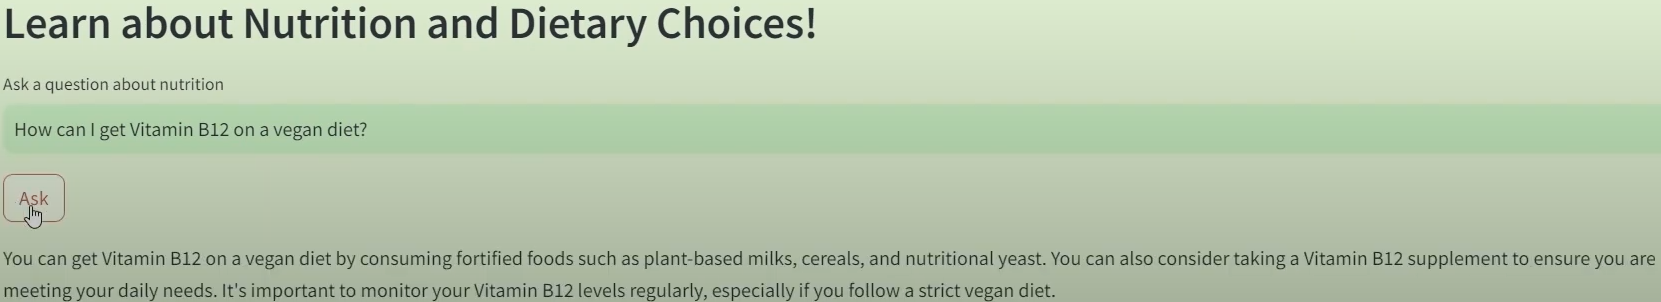 Learn about Nutrition and Dietary Choices!
Ask a question about nutrition
How can I get Vitamin B12 on a vegan diet?
Ask
You can get Vitamin B12 on a vegan diet by consuming fortified foods such as plant-based milks, cereals, and nutritional yeast. You can also consider taking a Vitamin B12 supplement to ensure you are
meeting your daily needs. It's important to monitor your Vitamin B12 levels regularly, especially if you follow a strict vegan diet.